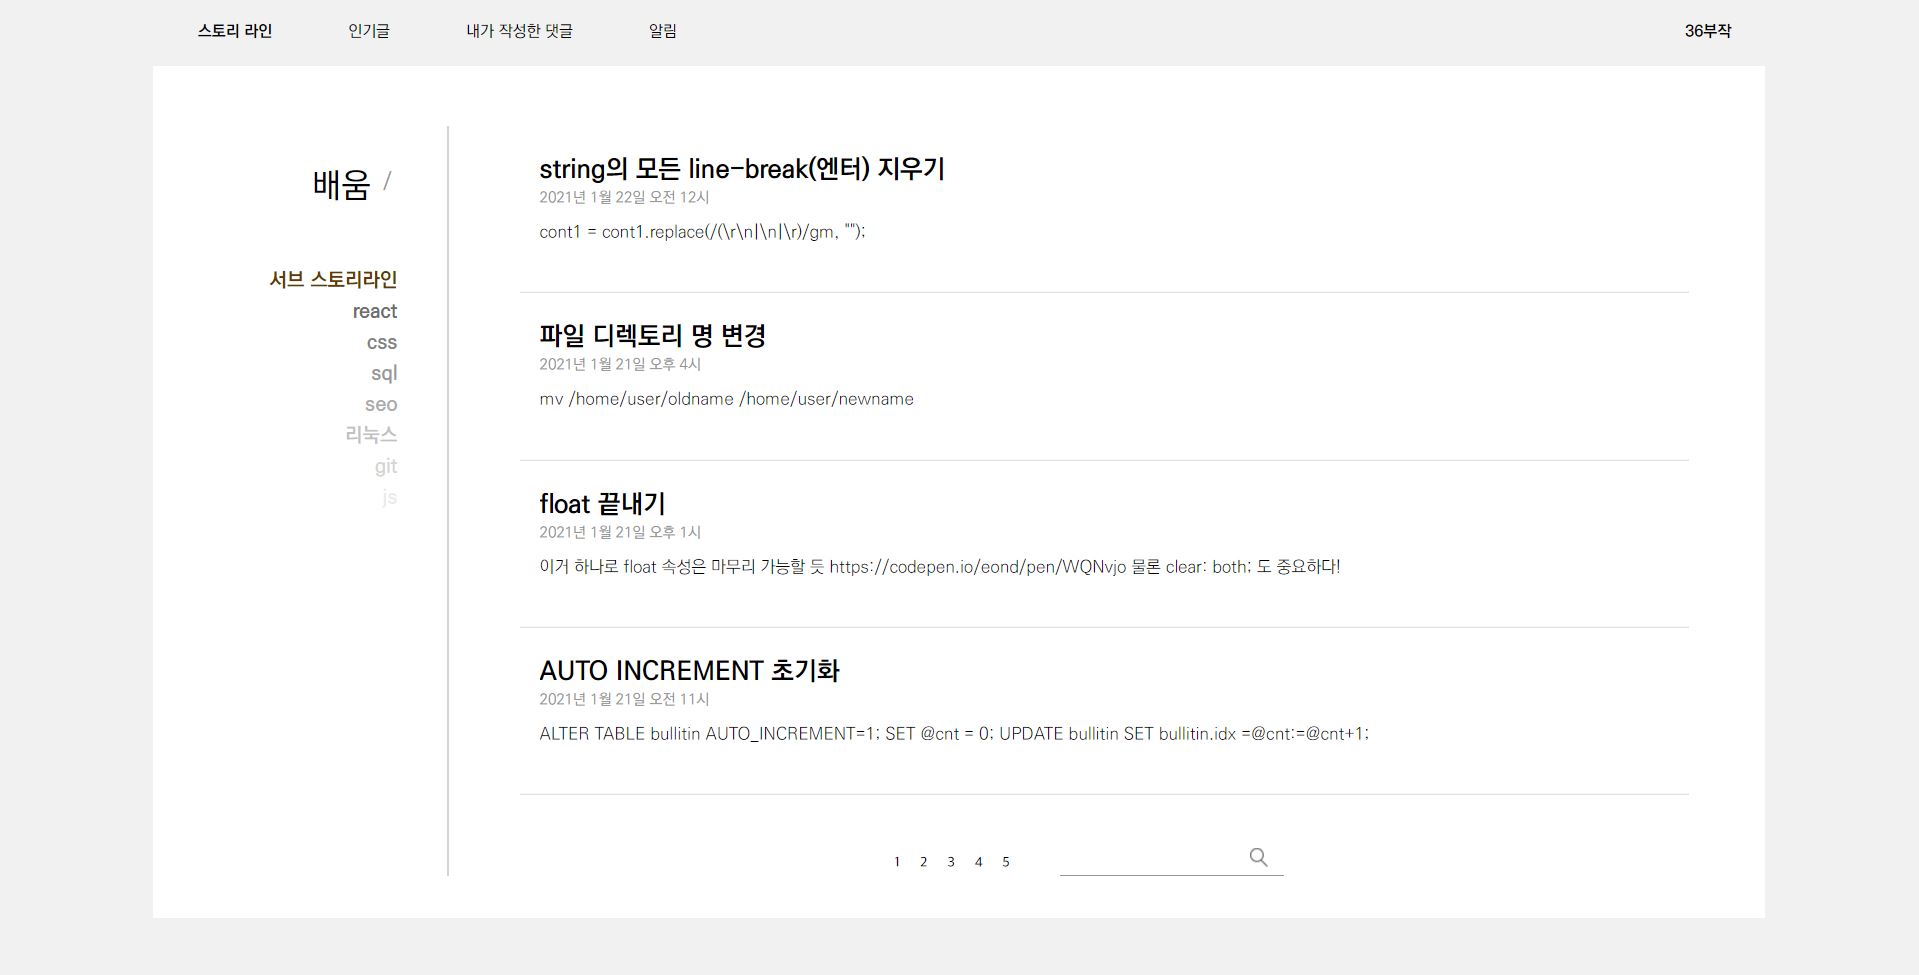 스토리 라인 인기글 내가 작성한 댓글 알림 36부작
배움 /
서브 스토리라인
react
css
sql
seo
리눅스
git
js
string의 모든 line-break(엔터) 지우기
2021년 1월 22일 오전 12시
cont1 = cont1.replace(/(\r\n|\n|\r)/gm, "");
파일 디렉토리 명 변경
2021년 1월 21일 오후 4시
mv /home/user/oldname /home/user/newname
float 끝내기
2021년 1월 21일 오후 1시
이거 하나로 float 속성은 마무리 가능할 듯 https://codepen.io/eond/pen/WQNvjo 물론 clear: both; 도 중요하다!
AUTO INCREMENT 초기화
2021년 1월 21일 오전 11시
ALTER TABLE bullitin AUTO_INCREMENT=1; SET @cnt = 0; UPDATE bullitin SET bullitin.idx =@cnt:=@cnt+1;
1 2 3 4 5